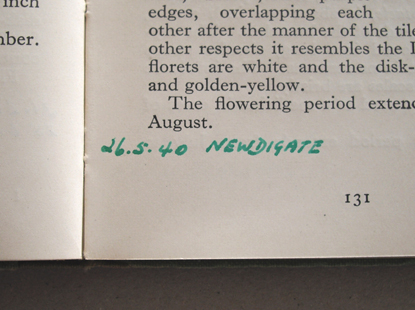 inch
mber.
edges, overlapping each
other after the manner of the tile
other respects it resembles the
florets are white and the disk-
and golden-yellow.
The flowering period exten
August.
26.5.40 NEWDIGATE
131